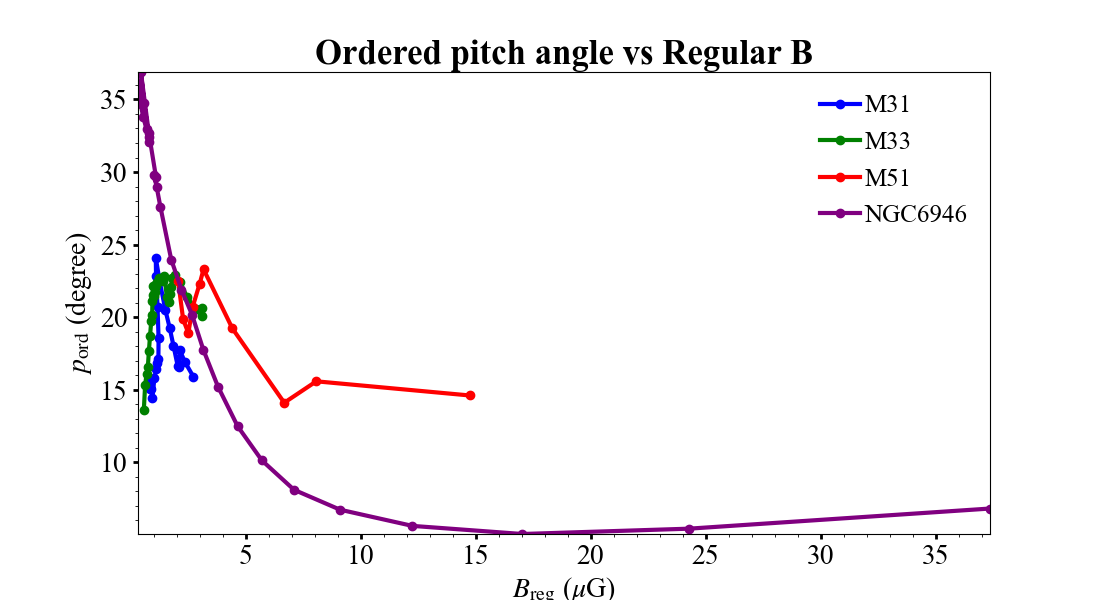 Ordered pitch angle vs Regular B
M31
M33
M51
NGC6946
p_ord (degree)
35
30
25
20
15
10
5 10 15 20 25 30 35
B_reg (μG)